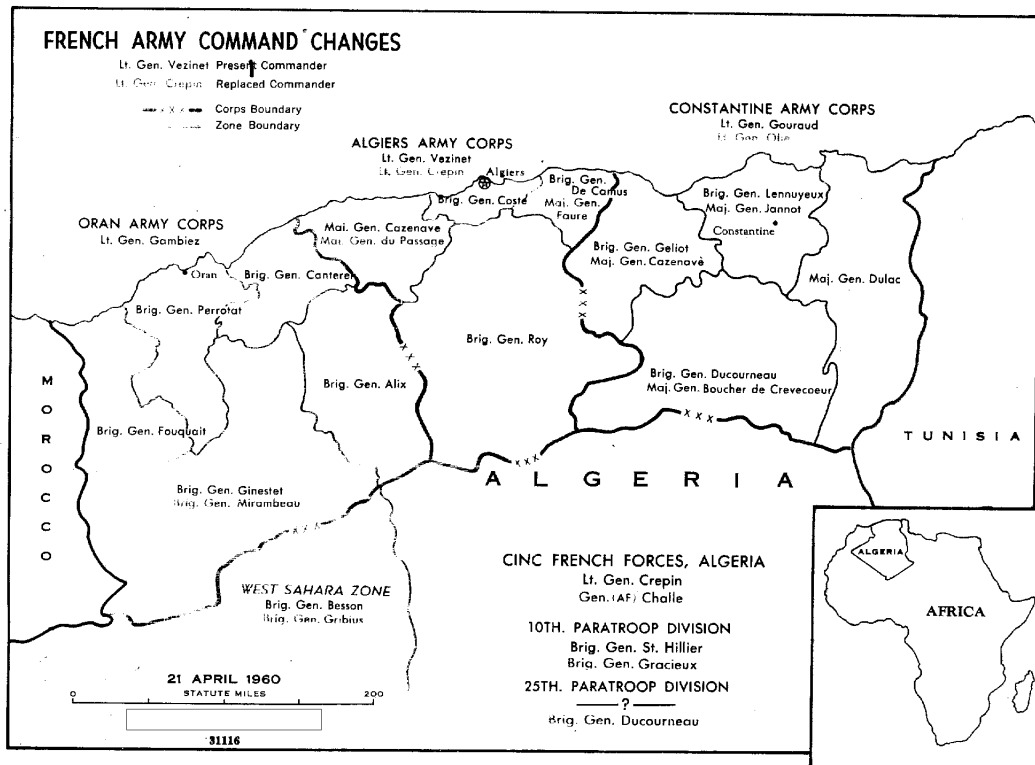 FRENCH ARMY COMMAND CHANGES
Lt. Gen. Vezinet Present Commander
Lt. Gen. Crepin Replaced Commander
x x x Corps Boundary
Zone Boundary
CONSTANTINE ARMY CORPS
Lt. Gen. Gouraud
Lt. Gen. Olie
ALGIERS ARMY CORPS
Lt. Gen. Vezinet
Lt. Gen. Crepin
Algiers
Brig. Gen. Coste
Brig. Gen.
De Camus
Maj. Gen.
Faure
Brig. Gen. Lennuyeux
Maj. Gen. Jannot
Constantine
ORAN ARMY CORPS
Lt. Gen. Gambiez
Oran
Maj. Gen. Cazenave
Maj. Gen. du Passage
Brig. Gen. Canterel
Brig. Gen. Geliot
Maj. Gen. Cazenave
Maj. Gen. Dulac
Brig. Gen. Perrotat
x x x
Brig. Gen. Roy
x x x
Brig. Gen. Alix
Brig. Gen. Ducourneau
Maj. Gen. Boucher de Crevecoeur
x x x
MOROCCO
Brig. Gen. Fouquait
TUNISIA
x x x
ALGERIA
Brig. Gen. Ginestet
Brig. Gen. Mirambeau
x x x
WEST SAHARA ZONE
Brig. Gen. Besson
Brig. Gen. Gribius
CINC FRENCH FORCES, ALGERIA
Lt. Gen. Crepin
Gen. (AF) Challe
10TH. PARATROOP DIVISION
Brig. Gen. St. Hillier
Brig. Gen. Gracieux
25TH. PARATROOP DIVISION
?
Brig. Gen. Ducourneau
ALGERIA
AFRICA
21 APRIL 1960
STATUTE MILES
0 200
31116